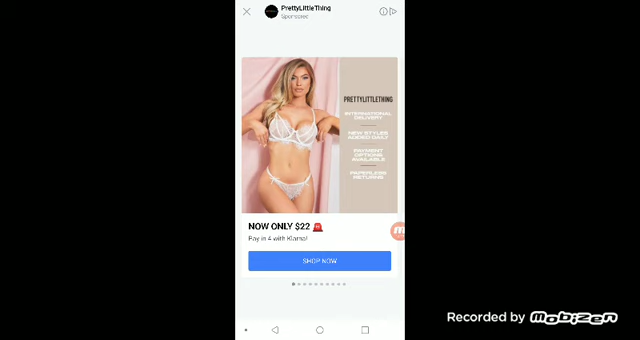 PrettyLittleThing
Sponsored
PRETTYLITTLETHING
INTERNATIONAL
DELIVERY
NEW STYLES
ADDED DAILY
PAYMENT
OPTIONS
AVAILABLE
PAPERLESS
RETURNS
NOW ONLY $22 🚨
Pay in 4 with Klarna!
SHOP NOW
Recorded by MOBIZEN